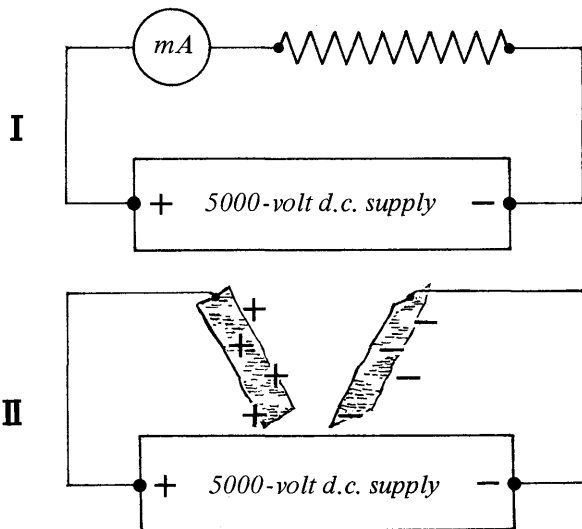 mA
I
+ 5000-volt d.c. supply −
+ −
+ −
+ −
+ −
II
+ 5000-volt d.c. supply −